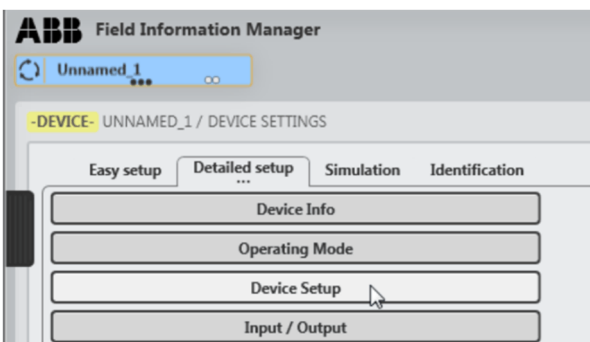 ABB Field Information Manager
Unnamed_1
-DEVICE- UNNAMED_1 / DEVICE SETTINGS
Easy setup Detailed setup Simulation Identification
Device Info
Operating Mode
Device Setup
Input / Output